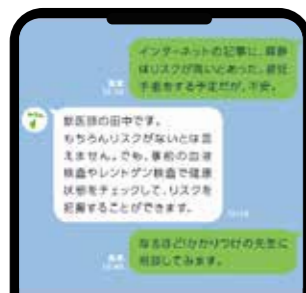 インターネットの記事に、麻酔
はリスクが高いとあった。避妊
手術をする予定だが、不安。
獣医師の田中です。
もちろんリスクがないとは言
えません。でも、事前の血液
検査やレントゲン検査で健康
状態をチェックして、リスクを
把握することができます。
なるほど!かかりつけの先生に
相談してみます。